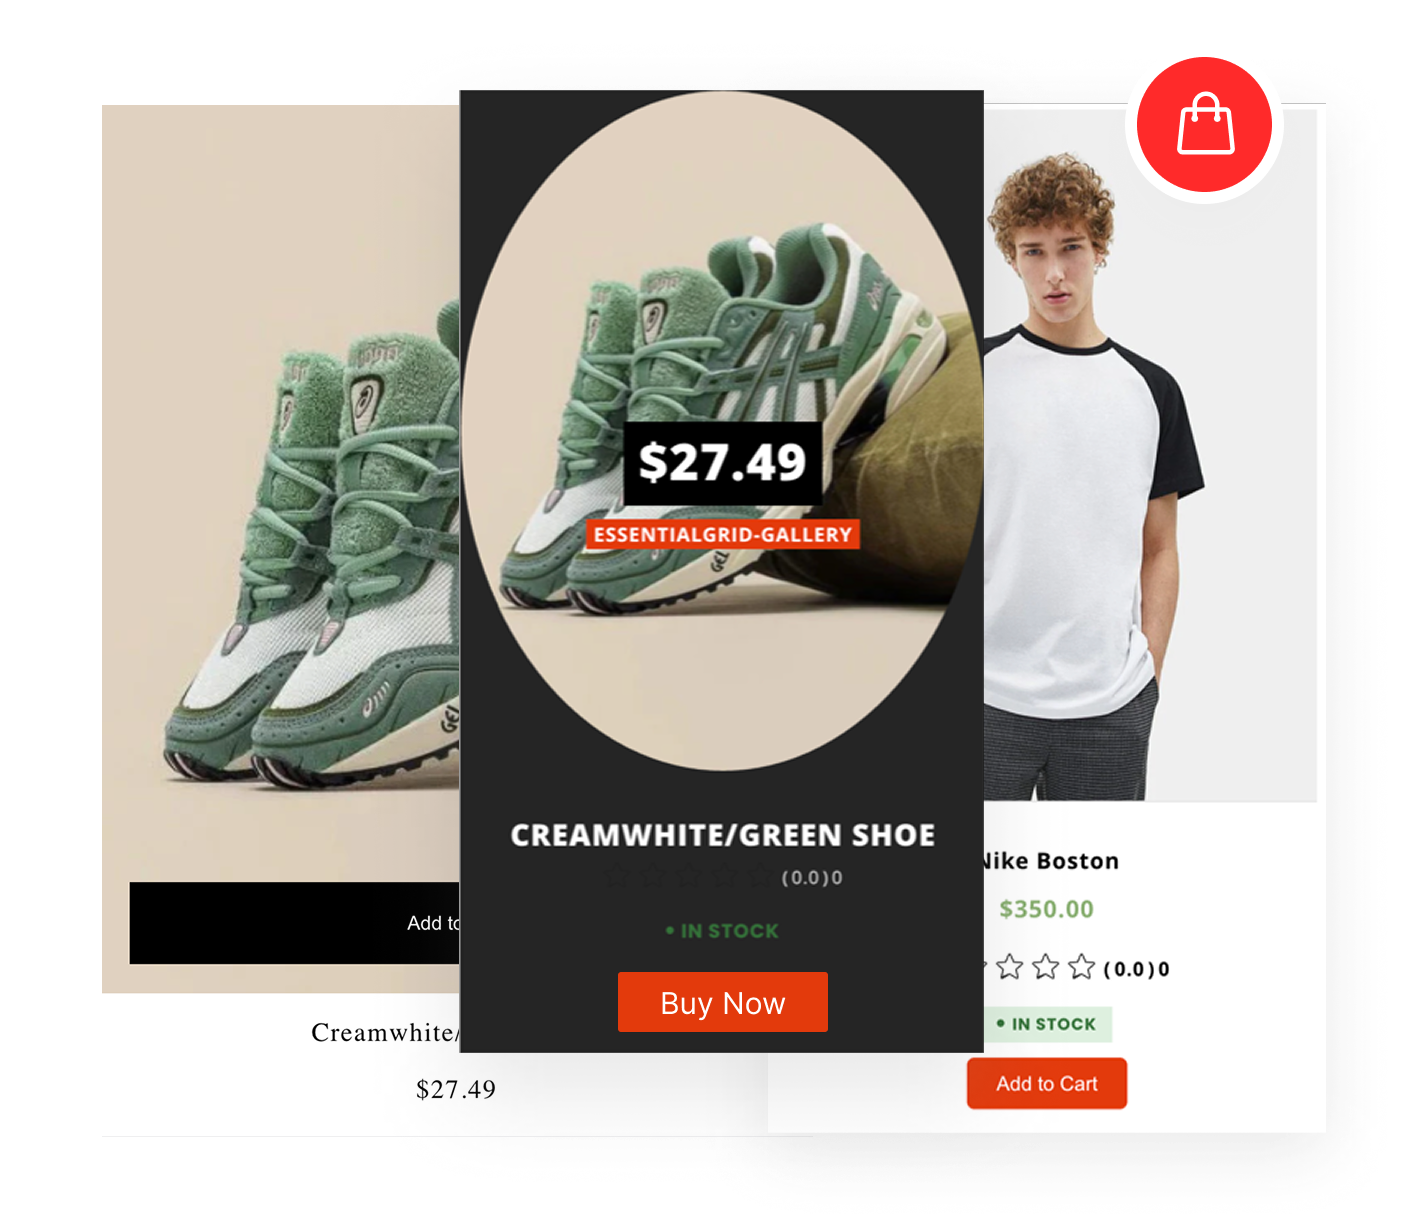 Add to
Creamwhite/
$27.49
$27.49
ESSENTIALGRID-GALLERY
GEL
CREAMWHITE/GREEN SHOE
(0.0)0
• IN STOCK
Buy Now
Nike Boston
$350.00
(0.0)0
• IN STOCK
Add to Cart